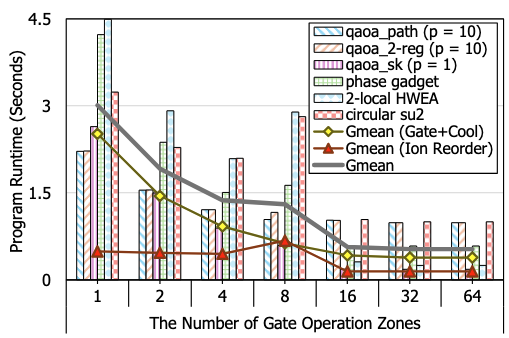 4.5
3
1.5
0
Program Runtime (Seconds)
qaoa_path (p = 10)
qaoa_2-reg (p = 10)
qaoa_sk (p = 1)
phase gadget
2-local HWEA
circular su2
Gmean (Gate+Cool)
Gmean (Ion Reorder)
Gmean
1 2 4 8 16 32 64
The Number of Gate Operation Zones